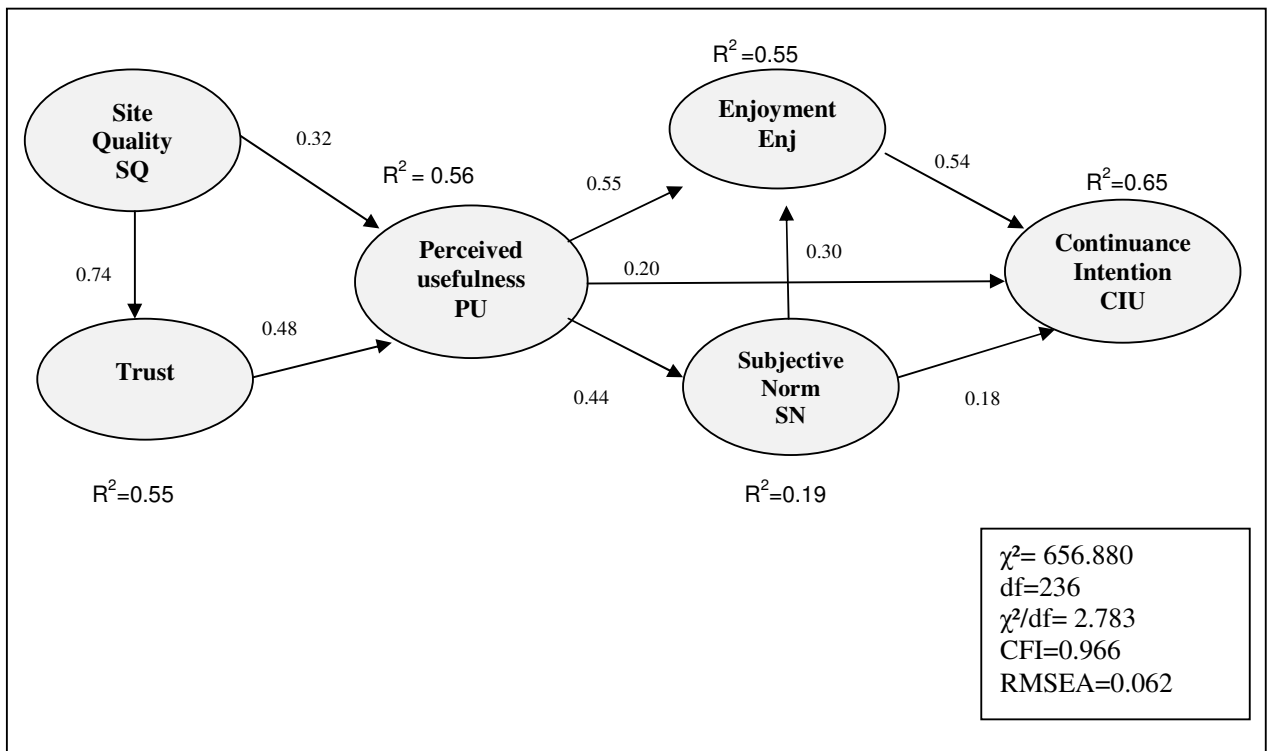 R²=0.55
Site
Quality
SQ
Enjoyment
Enj
0.32
0.54
R² = 0.56
0.55
R²=0.65
Perceived
usefulness
PU
Continuance
Intention
CIU
0.74
0.20
0.30
0.48
Trust
Subjective
Norm
SN
0.44
0.18
R²=0.55
R²=0.19
χ²= 656.880
df=236
χ²/df= 2.783
CFI=0.966
RMSEA=0.062